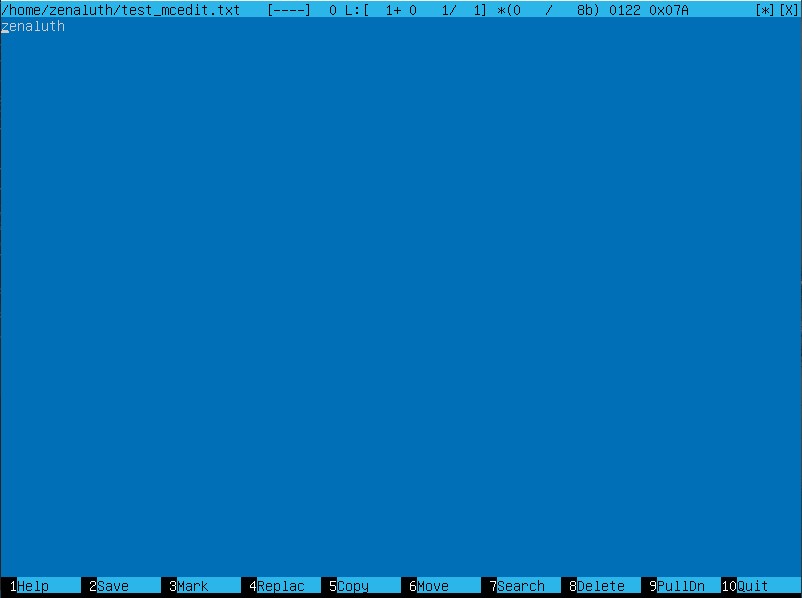 /home/zenaluth/test_mcedit.txt   [----]  0 L:[  1+ 0   1/  1] *(0   /   8b) 0122 0x07A        [*][X]
zenaluth
1Help 2Save 3Mark 4Replac 5Copy 6Move 7Search 8Delete 9PullDn 10Quit